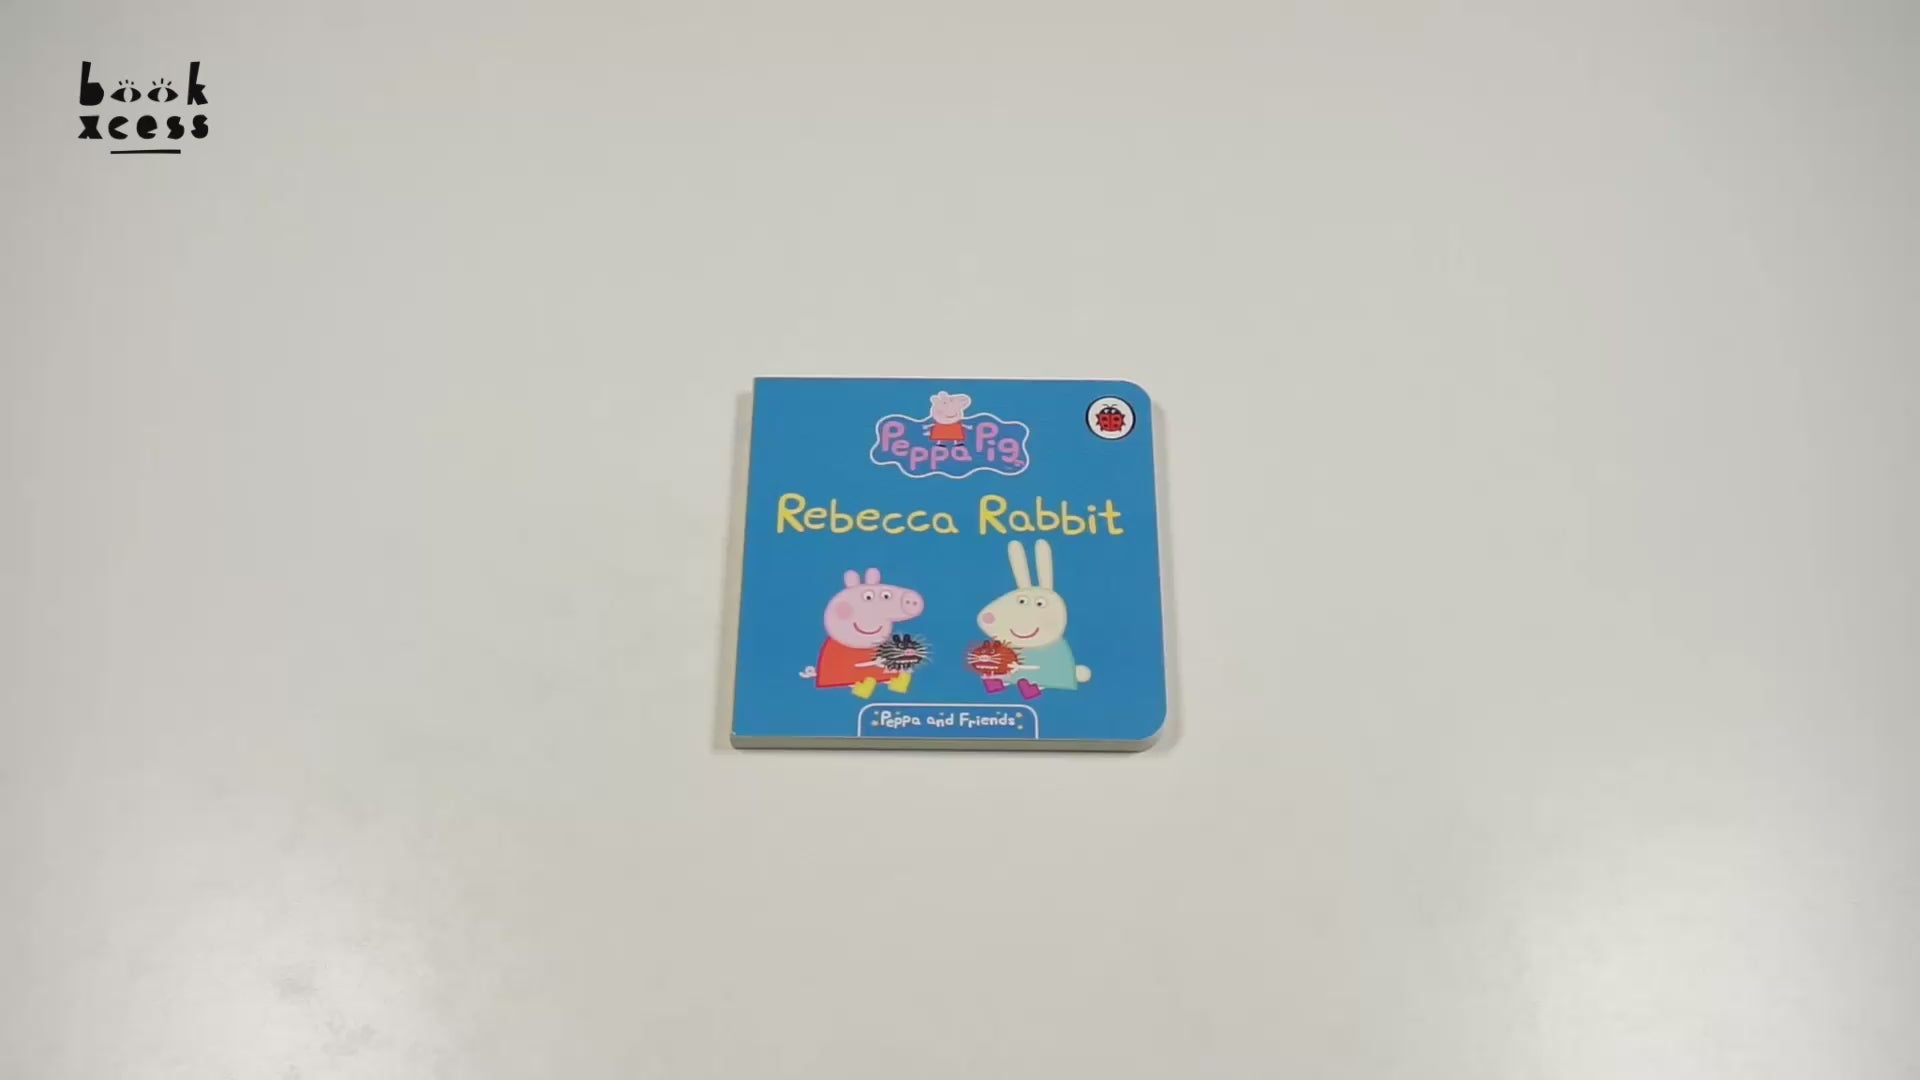 book
xcess
Peppa Pig
Rebecca Rabbit
Peppa and Friends